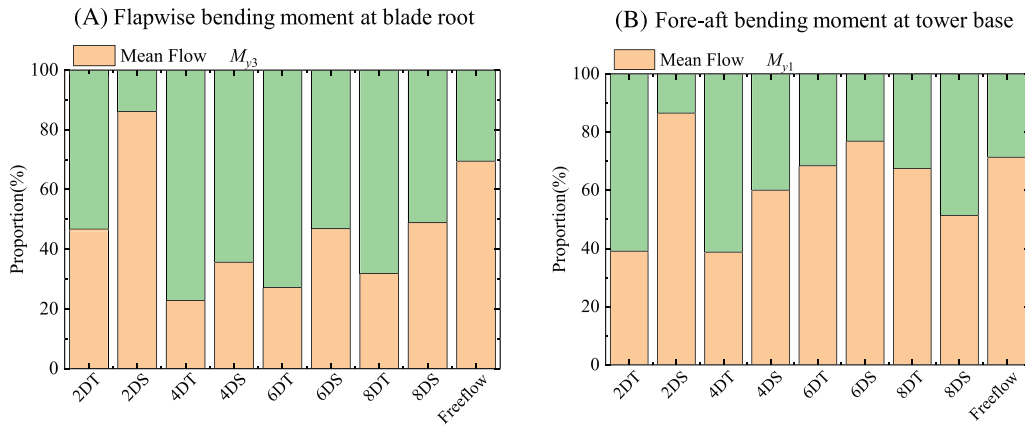 (A) Flapwise bending moment at blade root
Mean Flow My3
Proportion(%)
100
80
60
40
20
0
2DT 2DS 4DT 4DS 6DT 6DS 8DT 8DS Freeflow
(B) Fore-aft bending moment at tower base
Mean Flow My1
Proportion(%)
100
80
60
40
20
0
2DT 2DS 4DT 4DS 6DT 6DS 8DT 8DS Freeflow